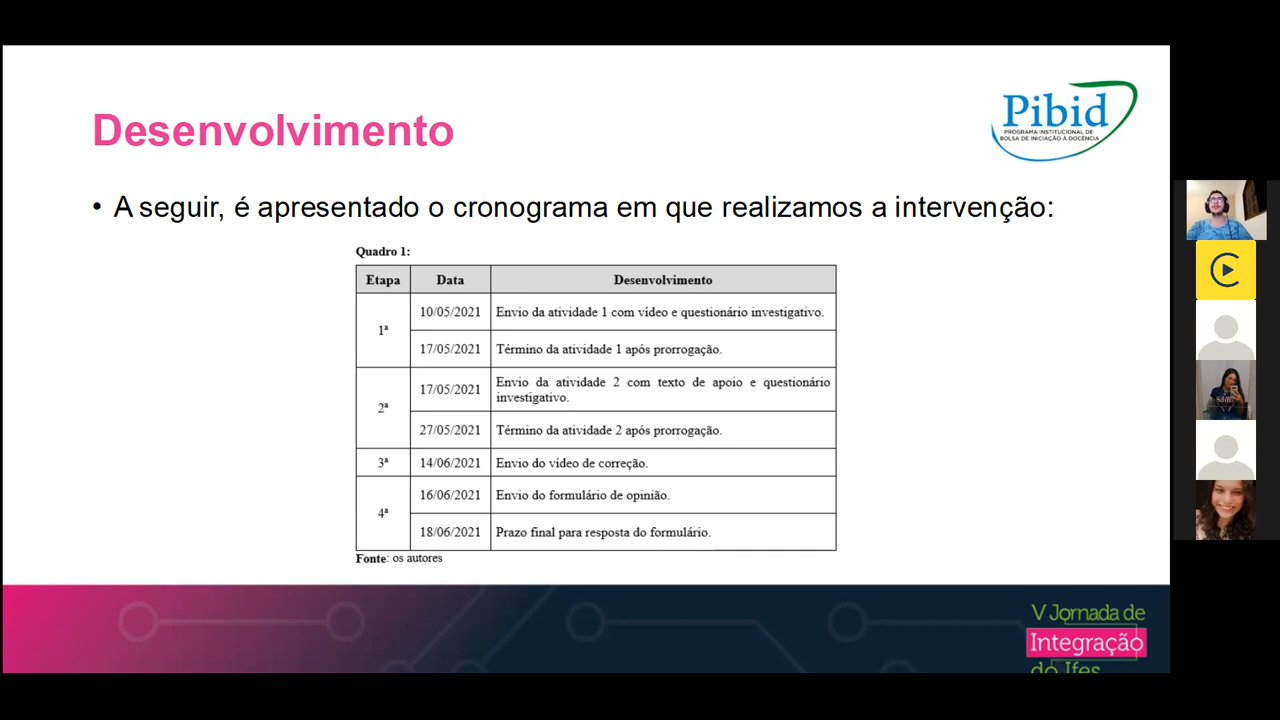 Desenvolvimento
Pibid
PROGRAMA INSTITUCIONAL DE
BOLSA DE INICIAÇÃO À DOCÊNCIA
• A seguir, é apresentado o cronograma em que realizamos a intervenção:
Quadro 1:
Etapa Data Desenvolvimento
1ª
10/05/2021 Envio da atividade 1 com vídeo e questionário investigativo.
17/05/2021 Término da atividade 1 após prorrogação.
2ª
17/05/2021 Envio da atividade 2 com texto de apoio e questionário
investigativo.
27/05/2021 Término da atividade 2 após prorrogação.
3ª 14/06/2021 Envio do vídeo de correção.
4ª
16/06/2021 Envio do formulário de opinião.
18/06/2021 Prazo final para resposta do formulário.
Fonte: os autores
V Jornada de
Integração
do Ifes